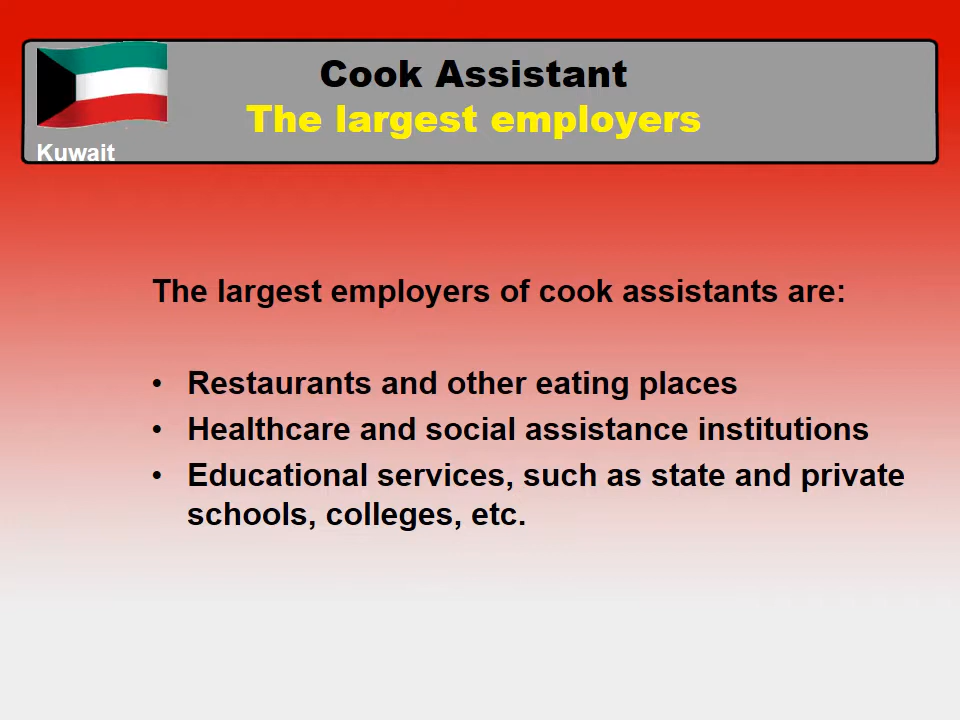 Cook Assistant
The largest employers
Kuwait
The largest employers of cook assistants are:
• Restaurants and other eating places
• Healthcare and social assistance institutions
• Educational services, such as state and private
schools, colleges, etc.